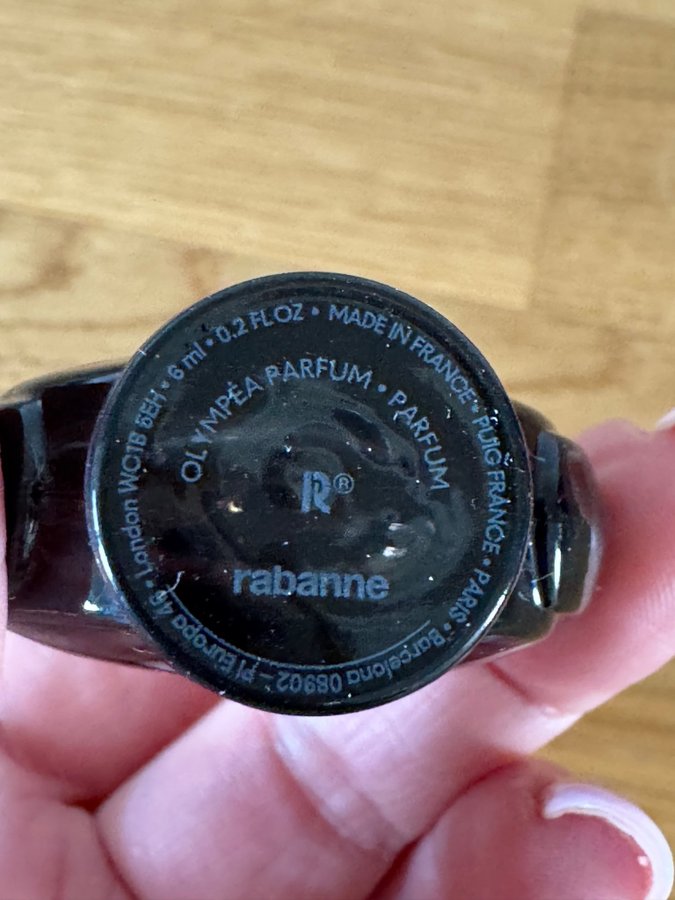 6 ml • 0.2 FL OZ • MADE IN FRANCE • PUIG FRANCE • PARIS • Barcelona 08902 – Pl Europa 46 • London WC1B 5EH •
OLYMPÉA PARFUM • PARFUM
R®
rabanne